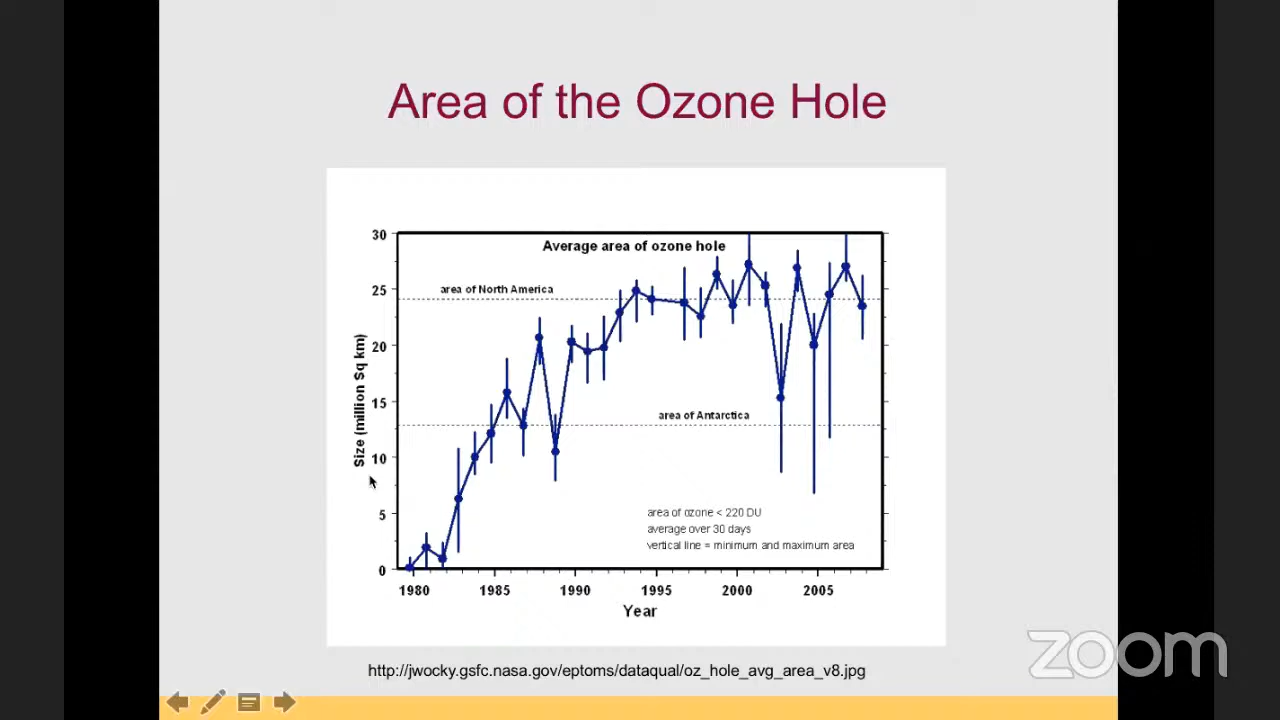 Area of the Ozone Hole
Average area of ozone hole
30
25
20
15
10
5
0
Size (million Sq km)
area of North America
area of Antarctica
area of ozone < 220 DU
average over 30 days
vertical line = minimum and maximum area
1980 1985 1990 1995 2000 2005
Year
http://jwocky.gsfc.nasa.gov/eptoms/dataqual/oz_hole_avg_area_v8.jpg
zoom